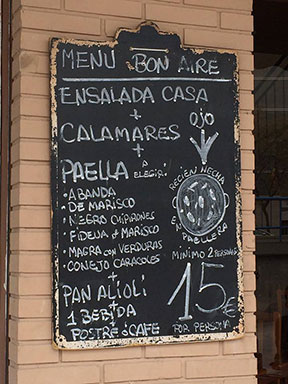 MENU BON AIRE
ENSALADA CASA
+
CALAMARES
+
PAELLA A ELEGIR:
• A BANDA
• DE MARISCO
• NEGRO CHIPIRONES
• FIDEUA DE MARISCO
• MAGRA CON VERDURAS
• CONEJO CARACOLES
+
PAN ALIOLI
1 BEBIDA
POSTRE ó CAFE
OJO
RECIEN HECHA
EN PAELLERA
MINIMO 2 PERSONAS
15€
POR PERSONA